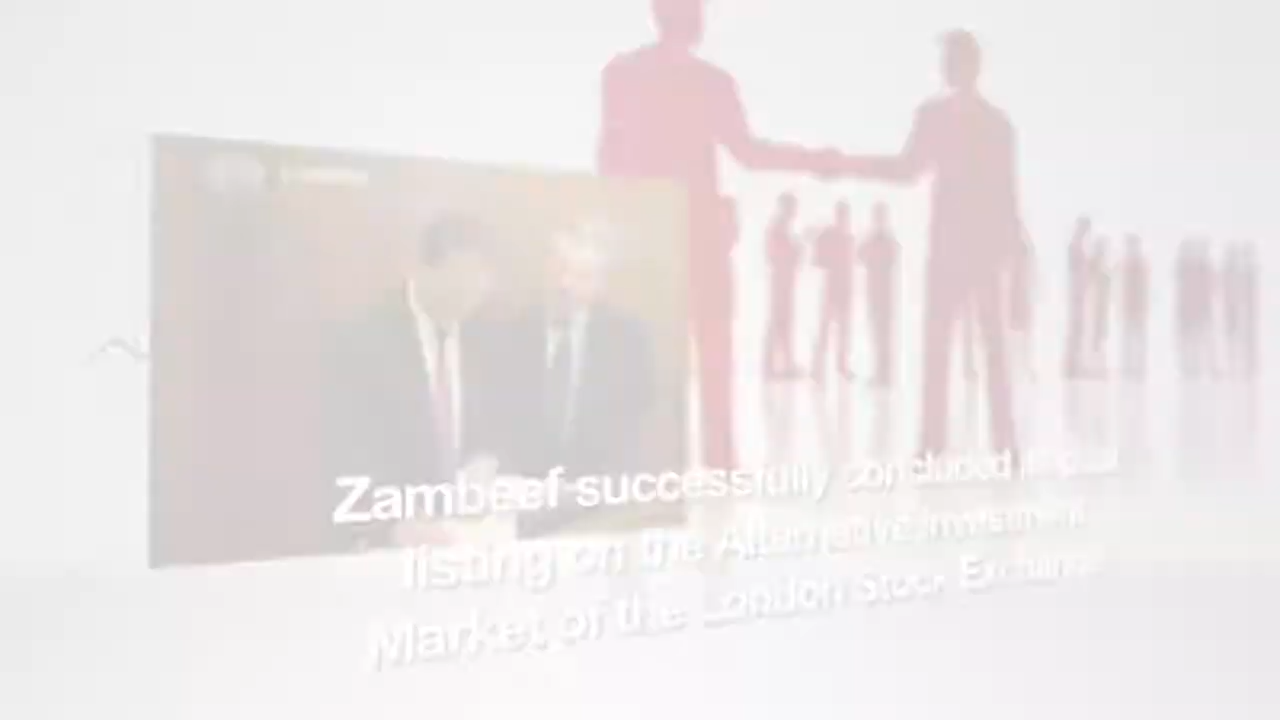 Zambeef successfully concluded its dual
listing on the Alternative Investment
Market of the London Stock Exchange